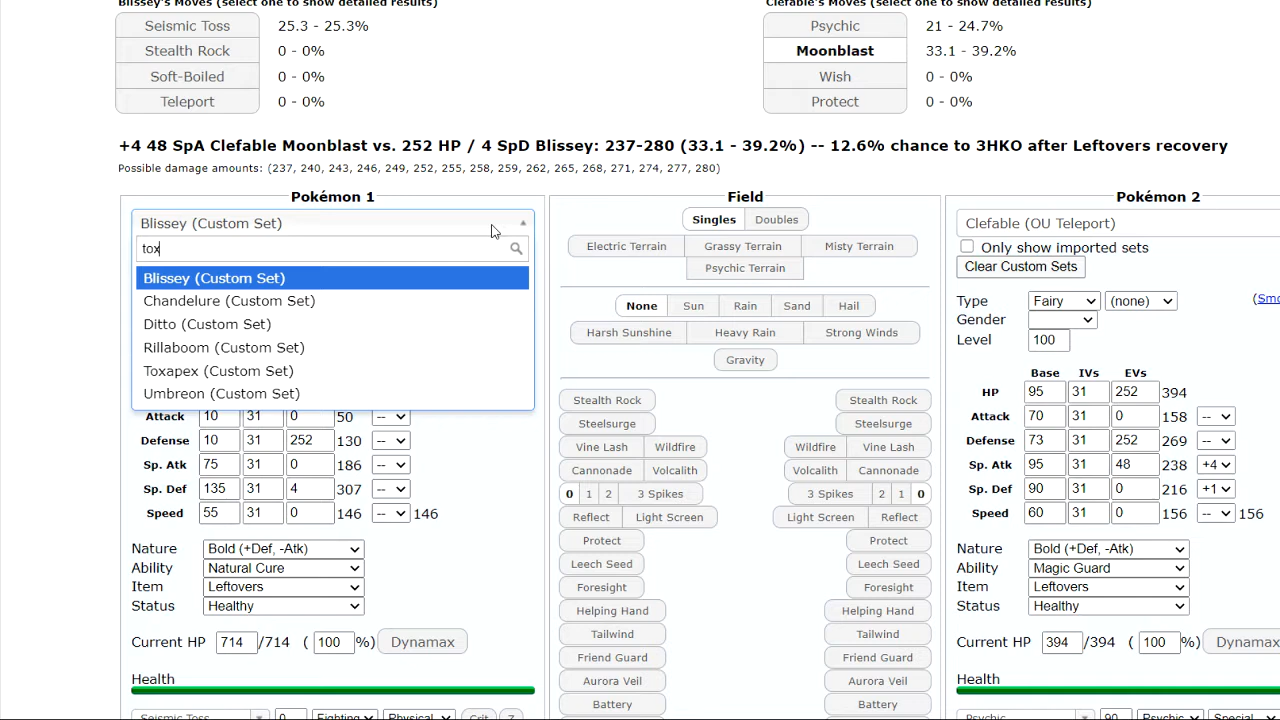 Blissey's Moves (select one to show detailed results)
Seismic Toss 25.3 - 25.3%
Stealth Rock 0 - 0%
Soft-Boiled 0 - 0%
Teleport 0 - 0%
Clefable's Moves (select one to show detailed results)
Psychic 21 - 24.7%
Moonblast 33.1 - 39.2%
Wish 0 - 0%
Protect 0 - 0%
+4 48 SpA Clefable Moonblast vs. 252 HP / 4 SpD Blissey: 237-280 (33.1 - 39.2%) -- 12.6% chance to 3HKO after Leftovers recovery
Possible damage amounts: (237, 240, 243, 246, 249, 252, 255, 258, 259, 262, 265, 268, 271, 274, 277, 280)
Pokémon 1
Blissey (Custom Set)
tox
Blissey (Custom Set)
Chandelure (Custom Set)
Ditto (Custom Set)
Rillaboom (Custom Set)
Toxapex (Custom Set)
Umbreon (Custom Set)
Attack 10 31 0 50 --
Defense 10 31 252 130 --
Sp. Atk 75 31 0 186 --
Sp. Def 135 31 4 307 --
Speed 55 31 0 146 -- 146
Nature Bold (+Def, -Atk)
Ability Natural Cure
Item Leftovers
Status Healthy
Current HP 714 /714 ( 100 %) Dynamax
Health
Seismic Toss 0 Fighting Physical Crit Z
Field
Singles Doubles
Electric Terrain Grassy Terrain Misty Terrain
Psychic Terrain
None Sun Rain Sand Hail
Harsh Sunshine Heavy Rain Strong Winds
Gravity
Stealth Rock Stealth Rock
Steelsurge Steelsurge
Vine Lash Wildfire Wildfire Vine Lash
Cannonade Volcalith Volcalith Cannonade
0 1 2 3 Spikes 3 Spikes 2 1 0
Reflect Light Screen Light Screen Reflect
Protect Protect
Leech Seed Leech Seed
Foresight Foresight
Helping Hand Helping Hand
Tailwind Tailwind
Friend Guard Friend Guard
Aurora Veil Aurora Veil
Battery Battery
Pokémon 2
Clefable (OU Teleport)
Only show imported sets
Clear Custom Sets
Type Fairy (none) (Smo
Gender
Level 100
Base IVs EVs
HP 95 31 252 394
Attack 70 31 0 158 --
Defense 73 31 252 269 --
Sp. Atk 95 31 48 238 +4
Sp. Def 90 31 0 216 +1
Speed 60 31 0 156 -- 156
Nature Bold (+Def, -Atk)
Ability Magic Guard
Item Leftovers
Status Healthy
Current HP 394 /394 ( 100 %) Dynamax
Health
Psychic 90 Psychic Special